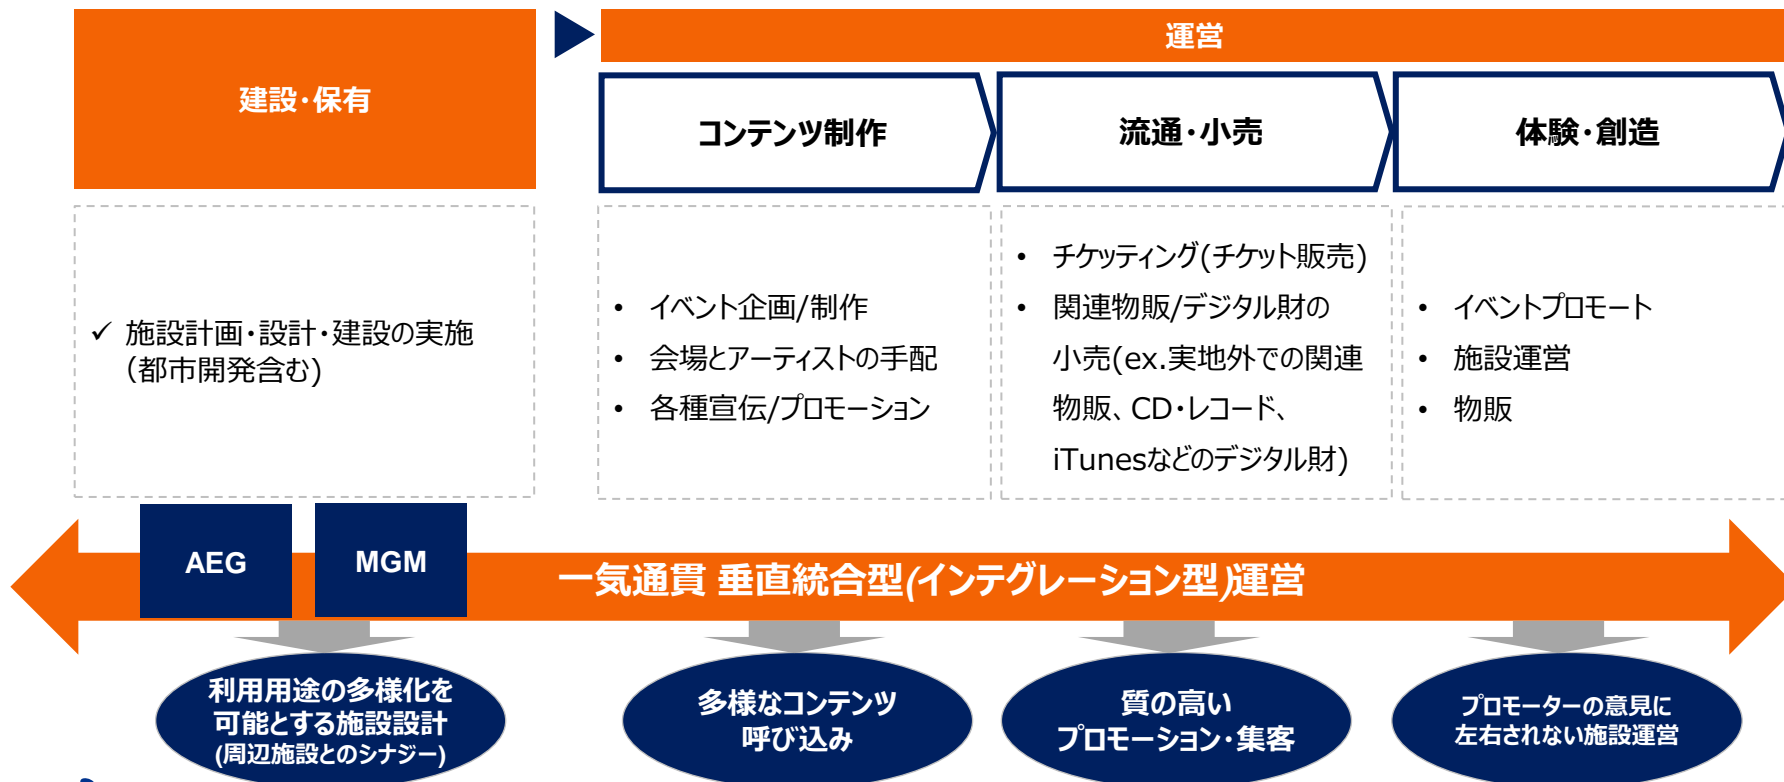 建設・保有
運営
コンテンツ制作
流通・小売
体験・創造
✓ 施設計画・設計・建設の実施
（都市開発含む)
• イベント企画/制作
• 会場とアーティストの手配
• 各種宣伝/プロモーション
• チケッティング(チケット販売)
• 関連物販/デジタル財の
小売(ex.実地外での関連
物販、CD・レコード、
iTunesなどのデジタル財)
• イベントプロモート
• 施設運営
• 物販
AEG
MGM
一気通貫 垂直統合型(インテグレーション型)運営
利用用途の多様化を
可能とする施設設計
(周辺施設とのシナジー)
多様なコンテンツ
呼び込み
質の高い
プロモーション・集客
プロモーターの意見に
左右されない施設運営